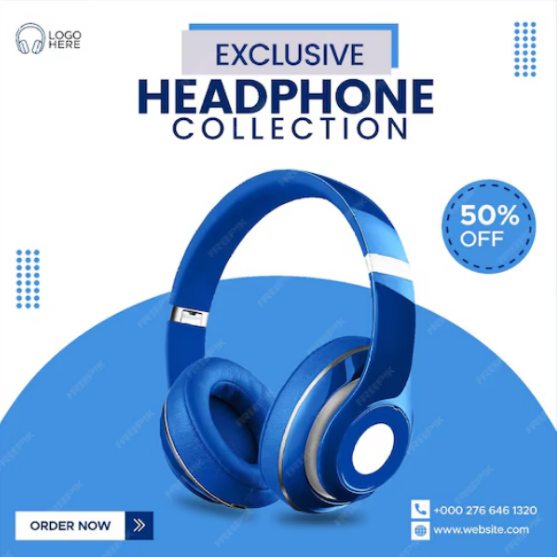 LOGO
HERE
EXCLUSIVE
HEADPHONE
COLLECTION
50%
OFF
ORDER NOW
+000 276 646 1320
www.website.com